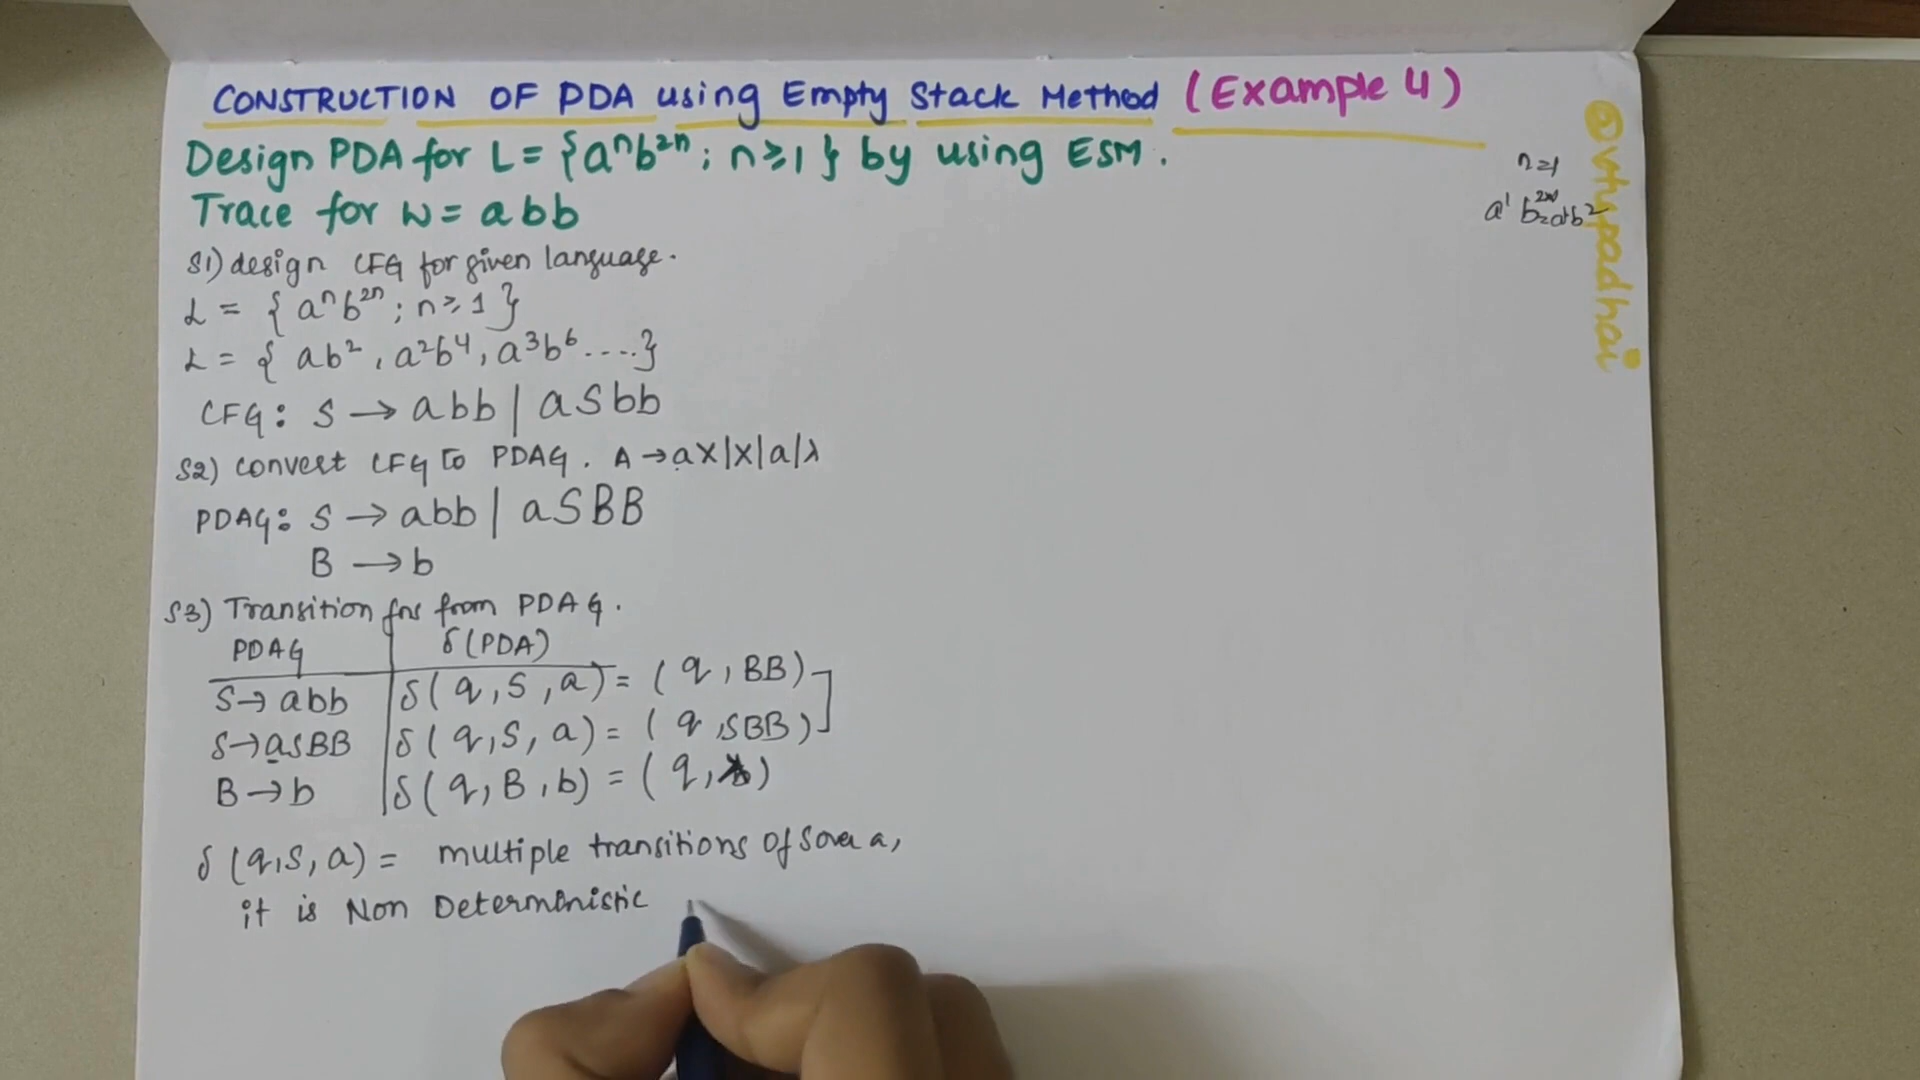 CONSTRUCTION OF PDA using Empty Stack Method (Example 4)
Design PDA for L = {aⁿb²ⁿ ; n≥1 } by using ESM.
Trace for w = abb
n=1
a¹ b²ⁿ
@vthupadhai
S1) design CFG for given language.
L = { aⁿb²ⁿ ; n≥1 }
L = { ab², a²b⁴, a³b⁶ ....}
CFG: S → abb | aSbb
S2) Convert CFG to PDAG. A → aX|X|a|λ
PDAG: S → abb | aSBB
B → b
S3) Transition fns from PDAG.
PDAG δ(PDA)
S→abb δ(q,S,a) = (q, BB)
S→aSBB δ(q,S,a) = (q,SBB)
B→b δ(q,B,b) = (q, )
δ(q,S,a) = multiple transitions of S over a,
it is Non Deterministic